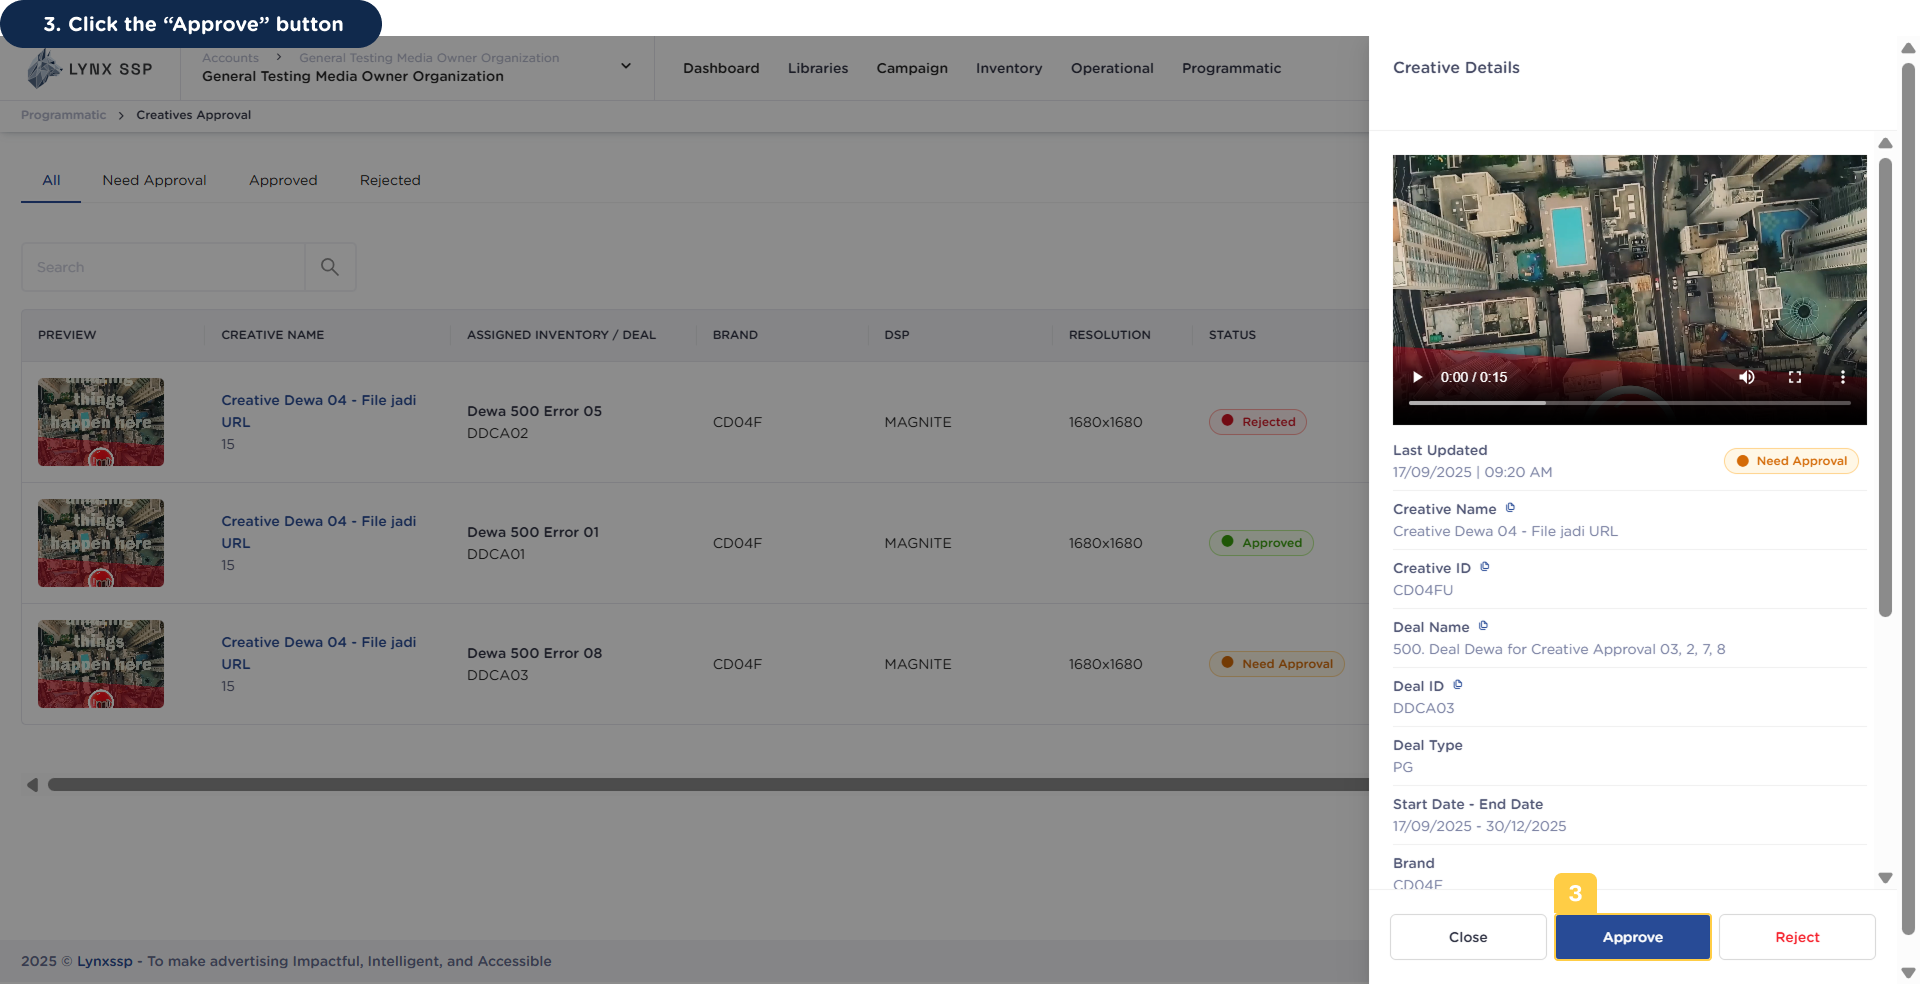 3. Click the “Approve” button
LYNX SSP
Accounts > General Testing Media Owner Organization
General Testing Media Owner Organization
Dashboard Libraries Campaign Inventory Operational Programmatic
Programmatic > Creatives Approval
All Need Approval Approved Rejected
Search
PREVIEW CREATIVE NAME ASSIGNED INVENTORY / DEAL BRAND DSP RESOLUTION STATUS
things
happen here
Creative Dewa 04 - File jadi
URL
15
Dewa 500 Error 05
DDCA02
CD04F
MAGNITE
1680x1680
Rejected
things
happen here
Creative Dewa 04 - File jadi
URL
15
Dewa 500 Error 01
DDCA01
CD04F
MAGNITE
1680x1680
Approved
things
happen here
Creative Dewa 04 - File jadi
URL
15
Dewa 500 Error 08
DDCA03
CD04F
MAGNITE
1680x1680
Need Approval
2025 © Lynxssp - To make advertising Impactful, Intelligent, and Accessible
Creative Details
0:00 / 0:15
Last Updated
17/09/2025 | 09:20 AM
Need Approval
Creative Name
Creative Dewa 04 - File jadi URL
Creative ID
CD04FU
Deal Name
500. Deal Dewa for Creative Approval 03, 2, 7, 8
Deal ID
DDCA03
Deal Type
PG
Start Date - End Date
17/09/2025 - 30/12/2025
Brand
CD04F
3
Close Approve Reject